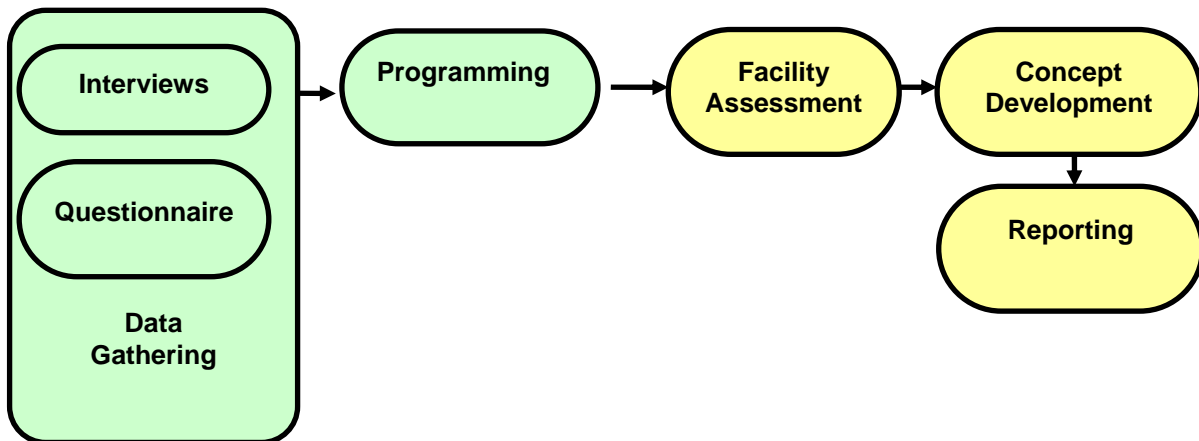 Interviews
Questionnaire
Data
Gathering
Programming
Facility
Assessment
Concept
Development
Reporting